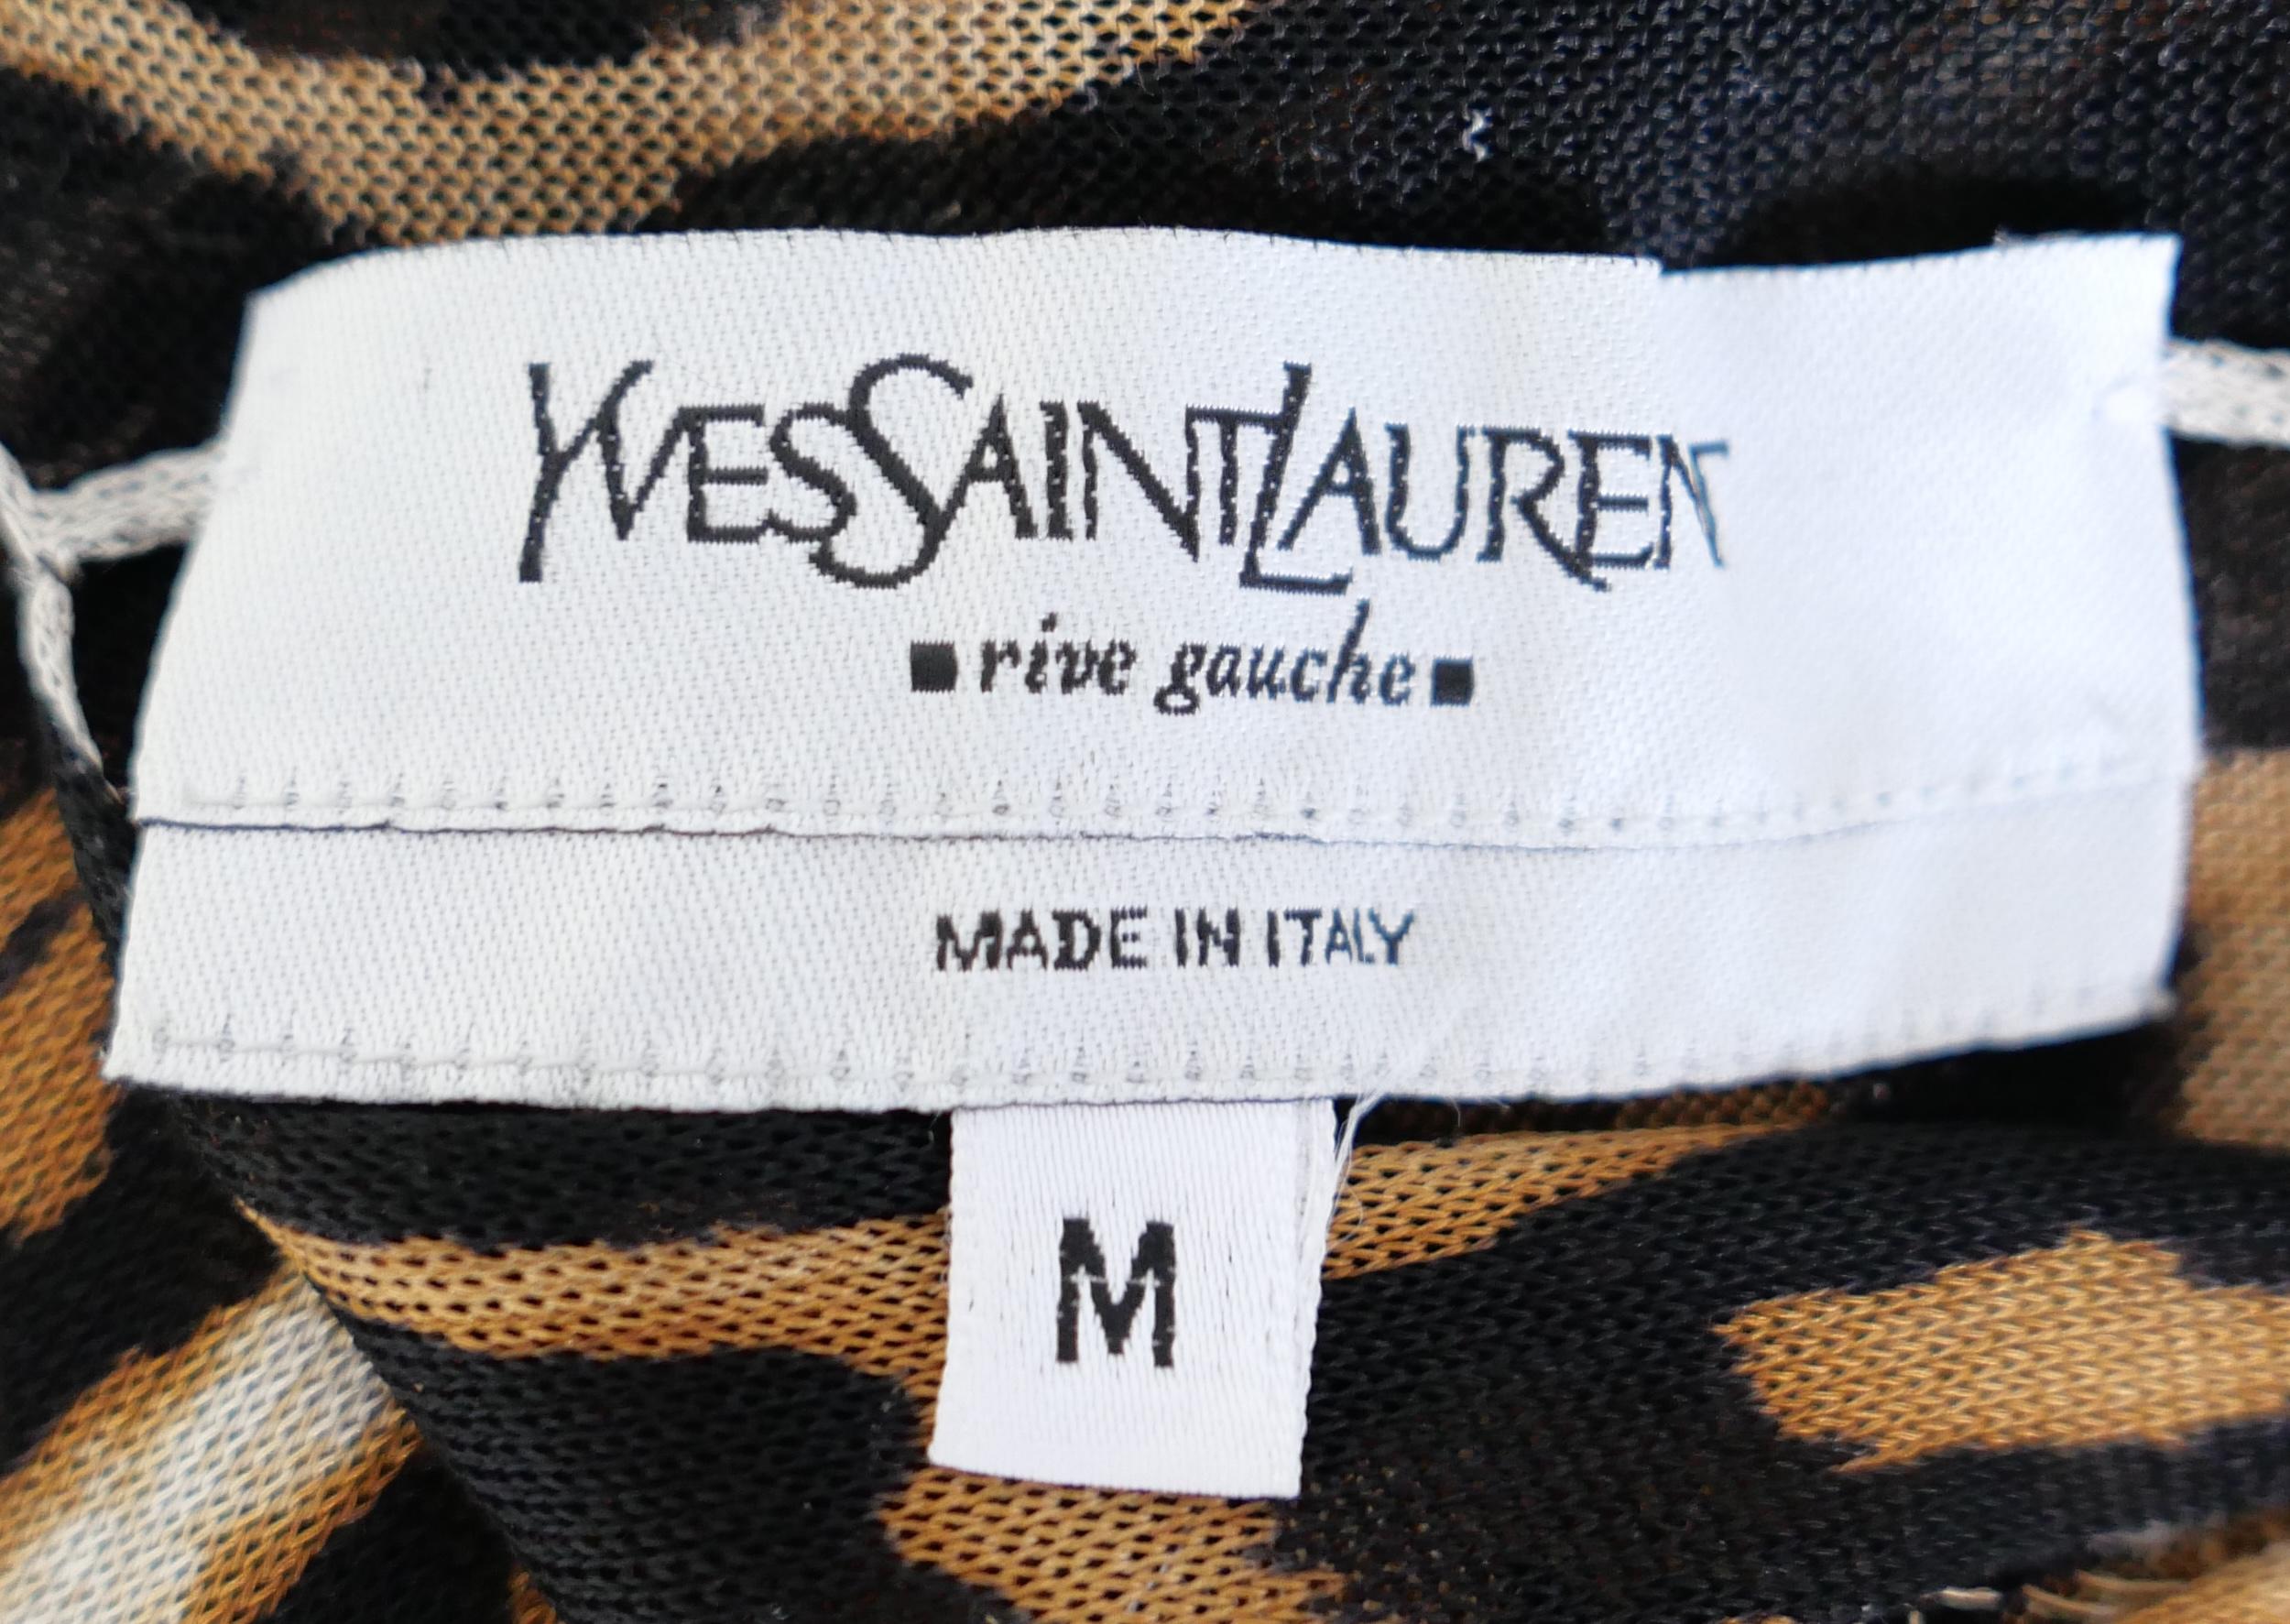 YVESSAINTLAURENT
rive gauche
MADE IN ITALY
M